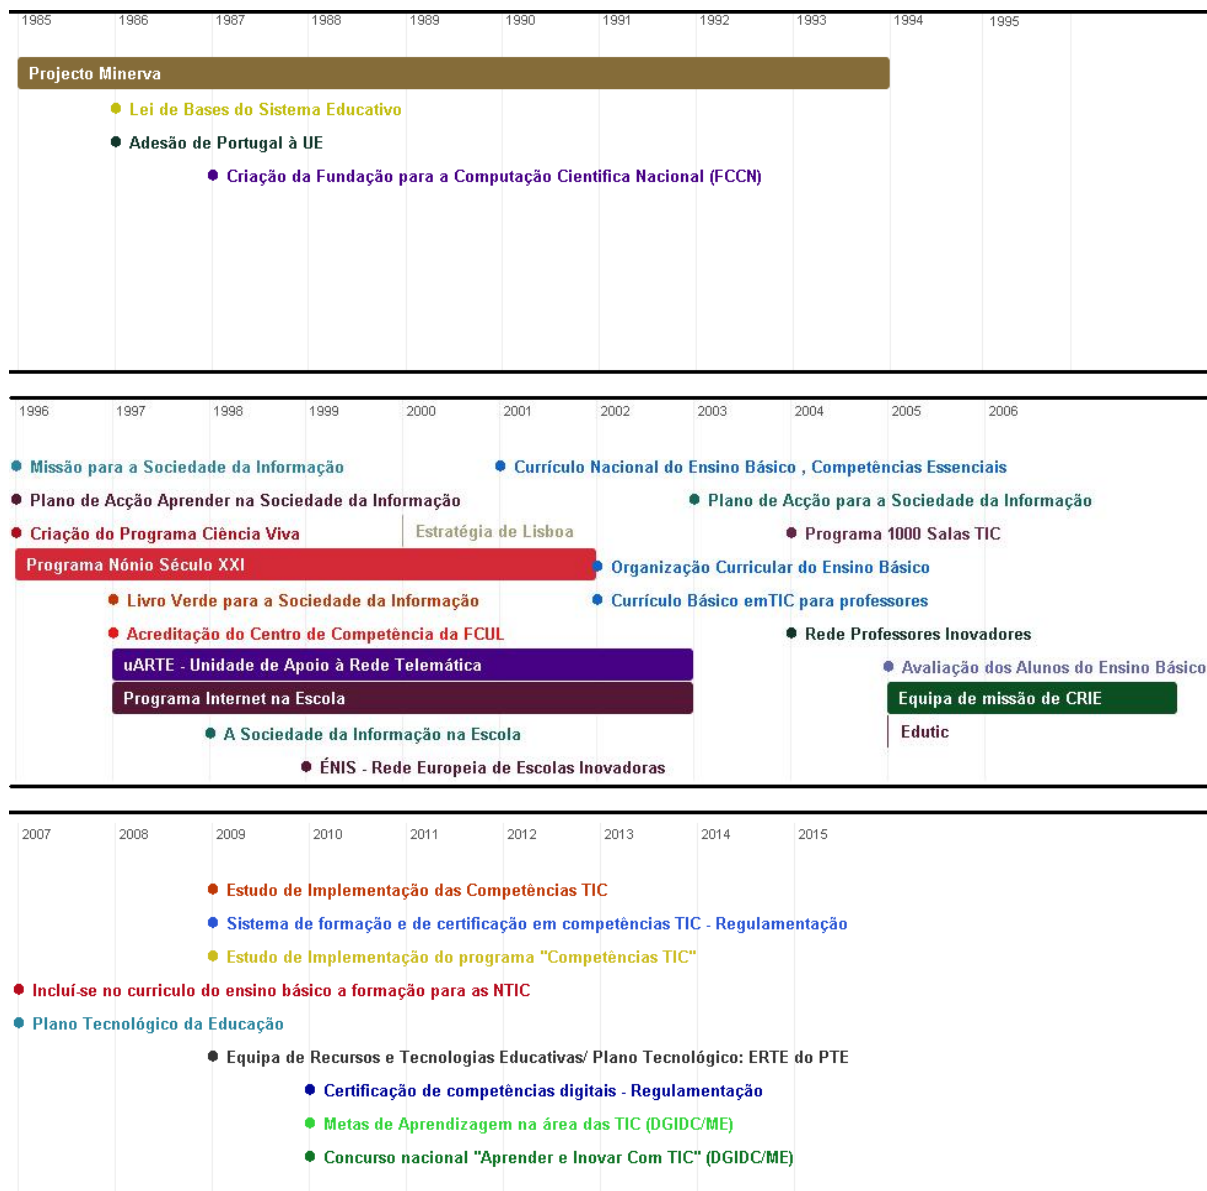 1985 1986 1987 1988 1989 1990 1991 1992 1993 1994 1995
Projecto Minerva
Lei de Bases do Sistema Educativo
Adesão de Portugal à UE
Criação da Fundação para a Computação Cientifica Nacional (FCCN)
1996 1997 1998 1999 2000 2001 2002 2003 2004 2005 2006
Missão para a Sociedade da Informação Currículo Nacional do Ensino Básico , Competências Essenciais
Plano de Acção Aprender na Sociedade da Informação Plano de Acção para a Sociedade da Informação
Criação do Programa Ciência Viva Estratégia de Lisboa Programa 1000 Salas TIC
Programa Nónio Século XXI Organização Curricular do Ensino Básico
Livro Verde para a Sociedade da Informação Currículo Básico emTIC para professores
Acreditação do Centro de Competência da FCUL Rede Professores Inovadores
uARTE - Unidade de Apoio à Rede Telemática Avaliação dos Alunos do Ensino Básico
Programa Internet na Escola Equipa de missão de CRIE
A Sociedade da Informação na Escola Edutic
ÉNIS - Rede Europeia de Escolas Inovadoras
2007 2008 2009 2010 2011 2012 2013 2014 2015
Estudo de Implementação das Competências TIC
Sistema de formação e de certificação em competências TIC - Regulamentação
Estudo de Implementação do programa "Competências TIC"
Incluí-se no curriculo do ensino básico a formação para as NTIC
Plano Tecnológico da Educação
Equipa de Recursos e Tecnologias Educativas/ Plano Tecnológico: ERTE do PTE
Certificação de competências digitais - Regulamentação
Metas de Aprendizagem na área das TIC (DGIDC/ME)
Concurso nacional "Aprender e Inovar Com TIC" (DGIDC/ME)